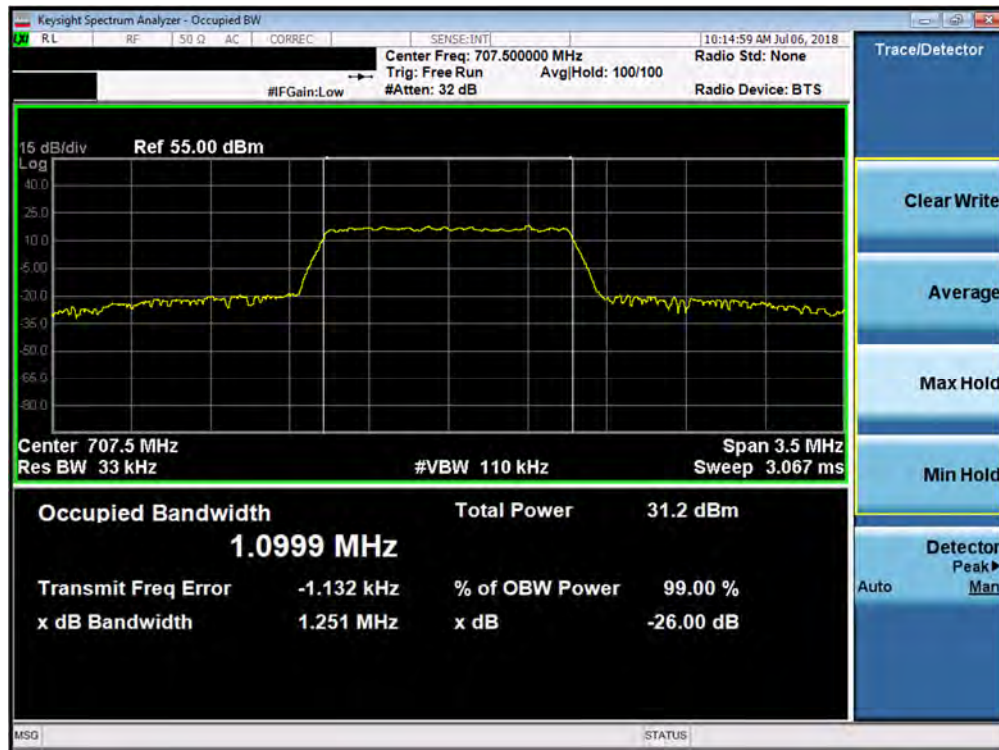 Keysight Spectrum Analyzer - Occupied BW
LXI RL RF 50 Ω AC CORREC SENSE:INT 10:14:59 AM Jul 06, 2018
Center Freq: 707.500000 MHz Radio Std: None
Trig: Free Run Avg|Hold: 100/100
#IFGain:Low #Atten: 32 dB Radio Device: BTS
15 dB/div Ref 55.00 dBm
Log
40.0
25.0
10.0
-5.00
-20.0
-35.0
-50.0
-65.0
-80.0
Center 707.5 MHz Span 3.5 MHz
Res BW 33 kHz #VBW 110 kHz Sweep 3.067 ms
Occupied Bandwidth Total Power 31.2 dBm
1.0999 MHz
Transmit Freq Error -1.132 kHz % of OBW Power 99.00 %
x dB Bandwidth 1.251 MHz x dB -26.00 dB
Trace/Detector
Clear Write
Average
Max Hold
Min Hold
Detector
Peak
Auto Man
MSG STATUS